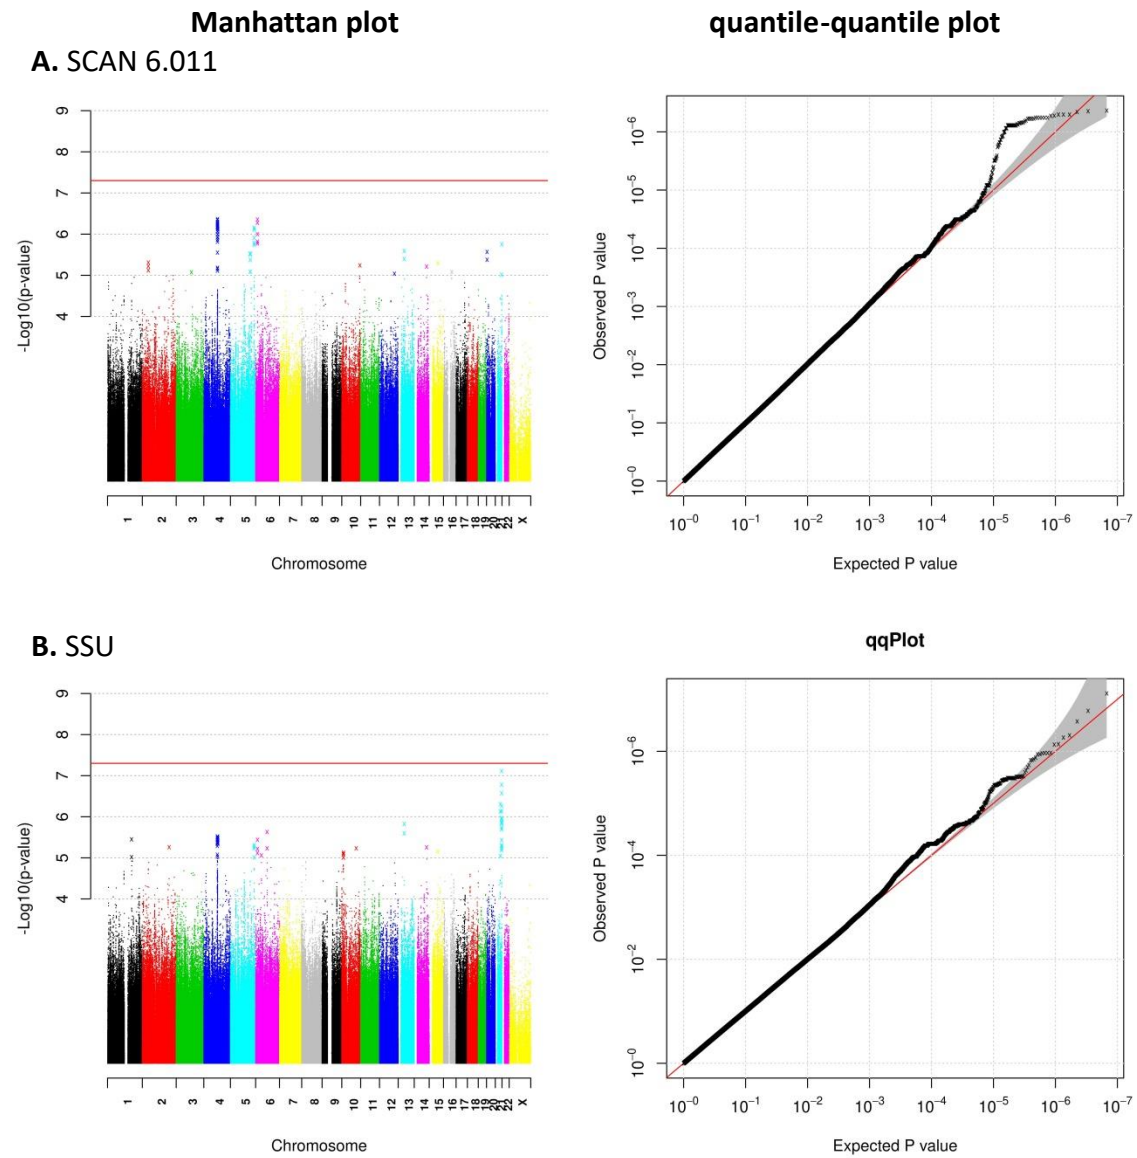 Manhattan plot
quantile-quantile plot
A. SCAN 6.011
9
8
7
6
5
4
-Log10(p-value)
1 2 3 4 5 6 7 8 9 10 11 12 13 14 15 16 17 18 19 20 21 22 X
Chromosome
10⁻⁶
10⁻⁵
10⁻⁴
10⁻³
10⁻²
10⁻¹
10⁻⁰
Observed P value
10⁻⁰ 10⁻¹ 10⁻² 10⁻³ 10⁻⁴ 10⁻⁵ 10⁻⁶ 10⁻⁷
Expected P value
B. SSU
9
8
7
6
5
4
-Log10(p-value)
1 2 3 4 5 6 7 8 9 10 11 12 13 14 15 16 17 18 19 20 21 22 X
Chromosome
qqPlot
10⁻⁶
10⁻⁴
10⁻²
10⁻⁰
Observed P value
10⁻⁰ 10⁻¹ 10⁻² 10⁻³ 10⁻⁴ 10⁻⁵ 10⁻⁶ 10⁻⁷
Expected P value